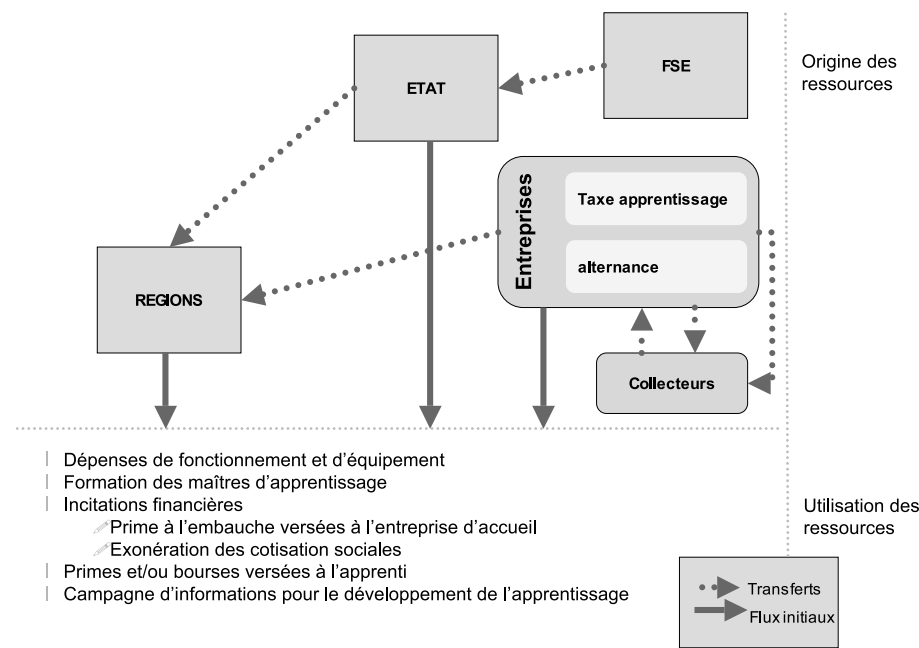 FSE
ETAT
Origine des
ressources
Entreprises
Taxe apprentissage
alternance
REGIONS
Collecteurs
Dépenses de fonctionnement et d'équipement
Formation des maîtres d'apprentissage
Incitations financières
Prime à l'embauche versées à l'entreprise d'accueil
Exonération des cotisation sociales
Primes et/ou bourses versées à l'apprenti
Campagne d'informations pour le développement de l'apprentissage
Utilisation des
ressources
Transferts
Flux initiaux